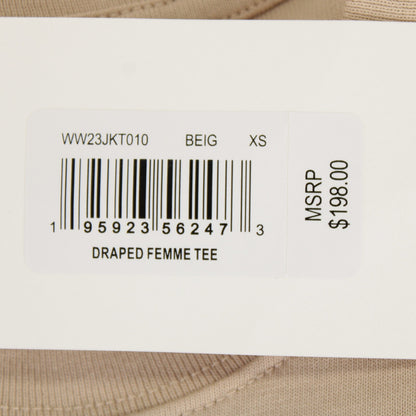 WW23JKT010 BEIG XS
1 95923 56247 3
DRAPED FEMME TEE
MSRP
$198.00